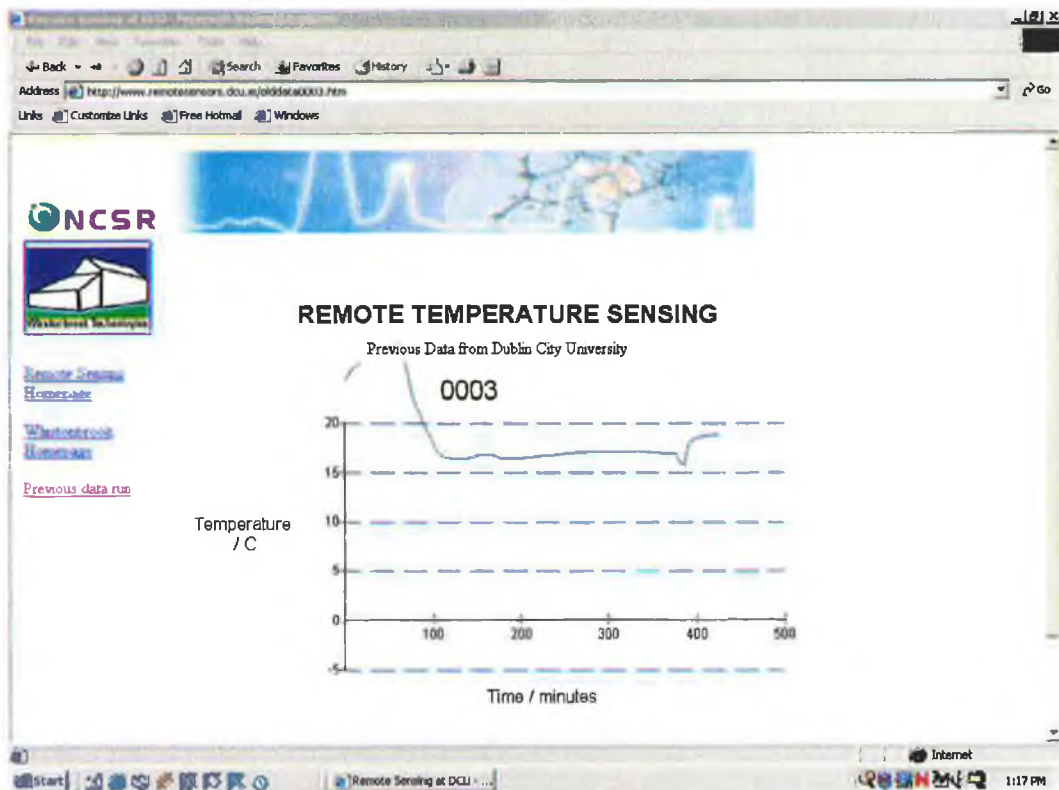 Back
Search
Favorites
History
Address
Go
Links
Customize Links
Free Hotmail
Windows
NCSR
REMOTE TEMPERATURE SENSING
Previous Data from Dublin City University
0003
Remote Sensing
Homepage
Previous data run
20
15
10
5
0
-5
Temperature
/ C
100
200
300
400
500
Time / minutes
Internet
Start
Remote Sensing at DCU - ...
1:17 PM